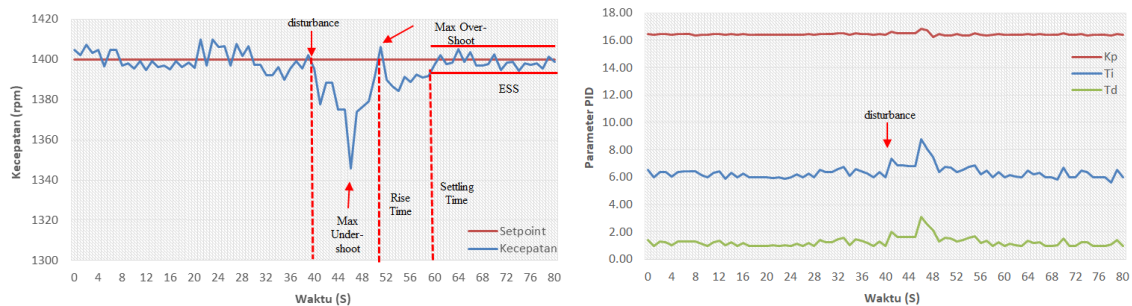 1420
1400
1380
1360
1340
1320
1300
Kecepatan (rpm)
disturbance
Max Over-
Shoot
ESS
Max
Under-
shoot
Rise
Time
Settling
Time
Setpoint
Kecepatan
0 4 8 12 16 20 24 28 32 36 40 44 48 52 56 60 64 68 72 76 80
Waktu (S)
18.00
16.00
14.00
12.00
10.00
8.00
6.00
4.00
2.00
0.00
Parameter PID
Kp
Ti
Td
disturbance
0 4 8 12 16 20 24 28 32 36 40 44 48 52 56 60 64 68 72 76 80
Waktu (S)